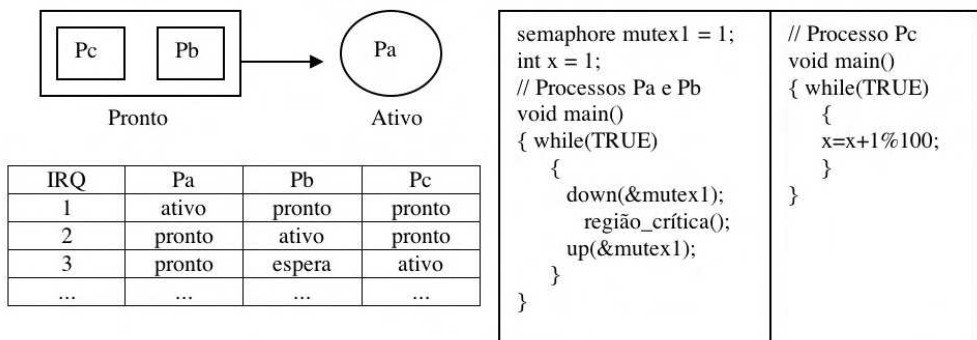 Pc Pb Pa
Pronto Ativo
IRQ Pa Pb Pc
1 ativo pronto pronto
2 pronto ativo pronto
3 pronto espera ativo
... ... ... ...
semaphore mutex1 = 1;
int x = 1;
// Processos Pa e Pb
void main()
{ while(TRUE)
{
down(&mutex1);
região_crítica();
up(&mutex1);
}
}
// Processo Pc
void main()
{ while(TRUE)
{
x=x+1%100;
}
}